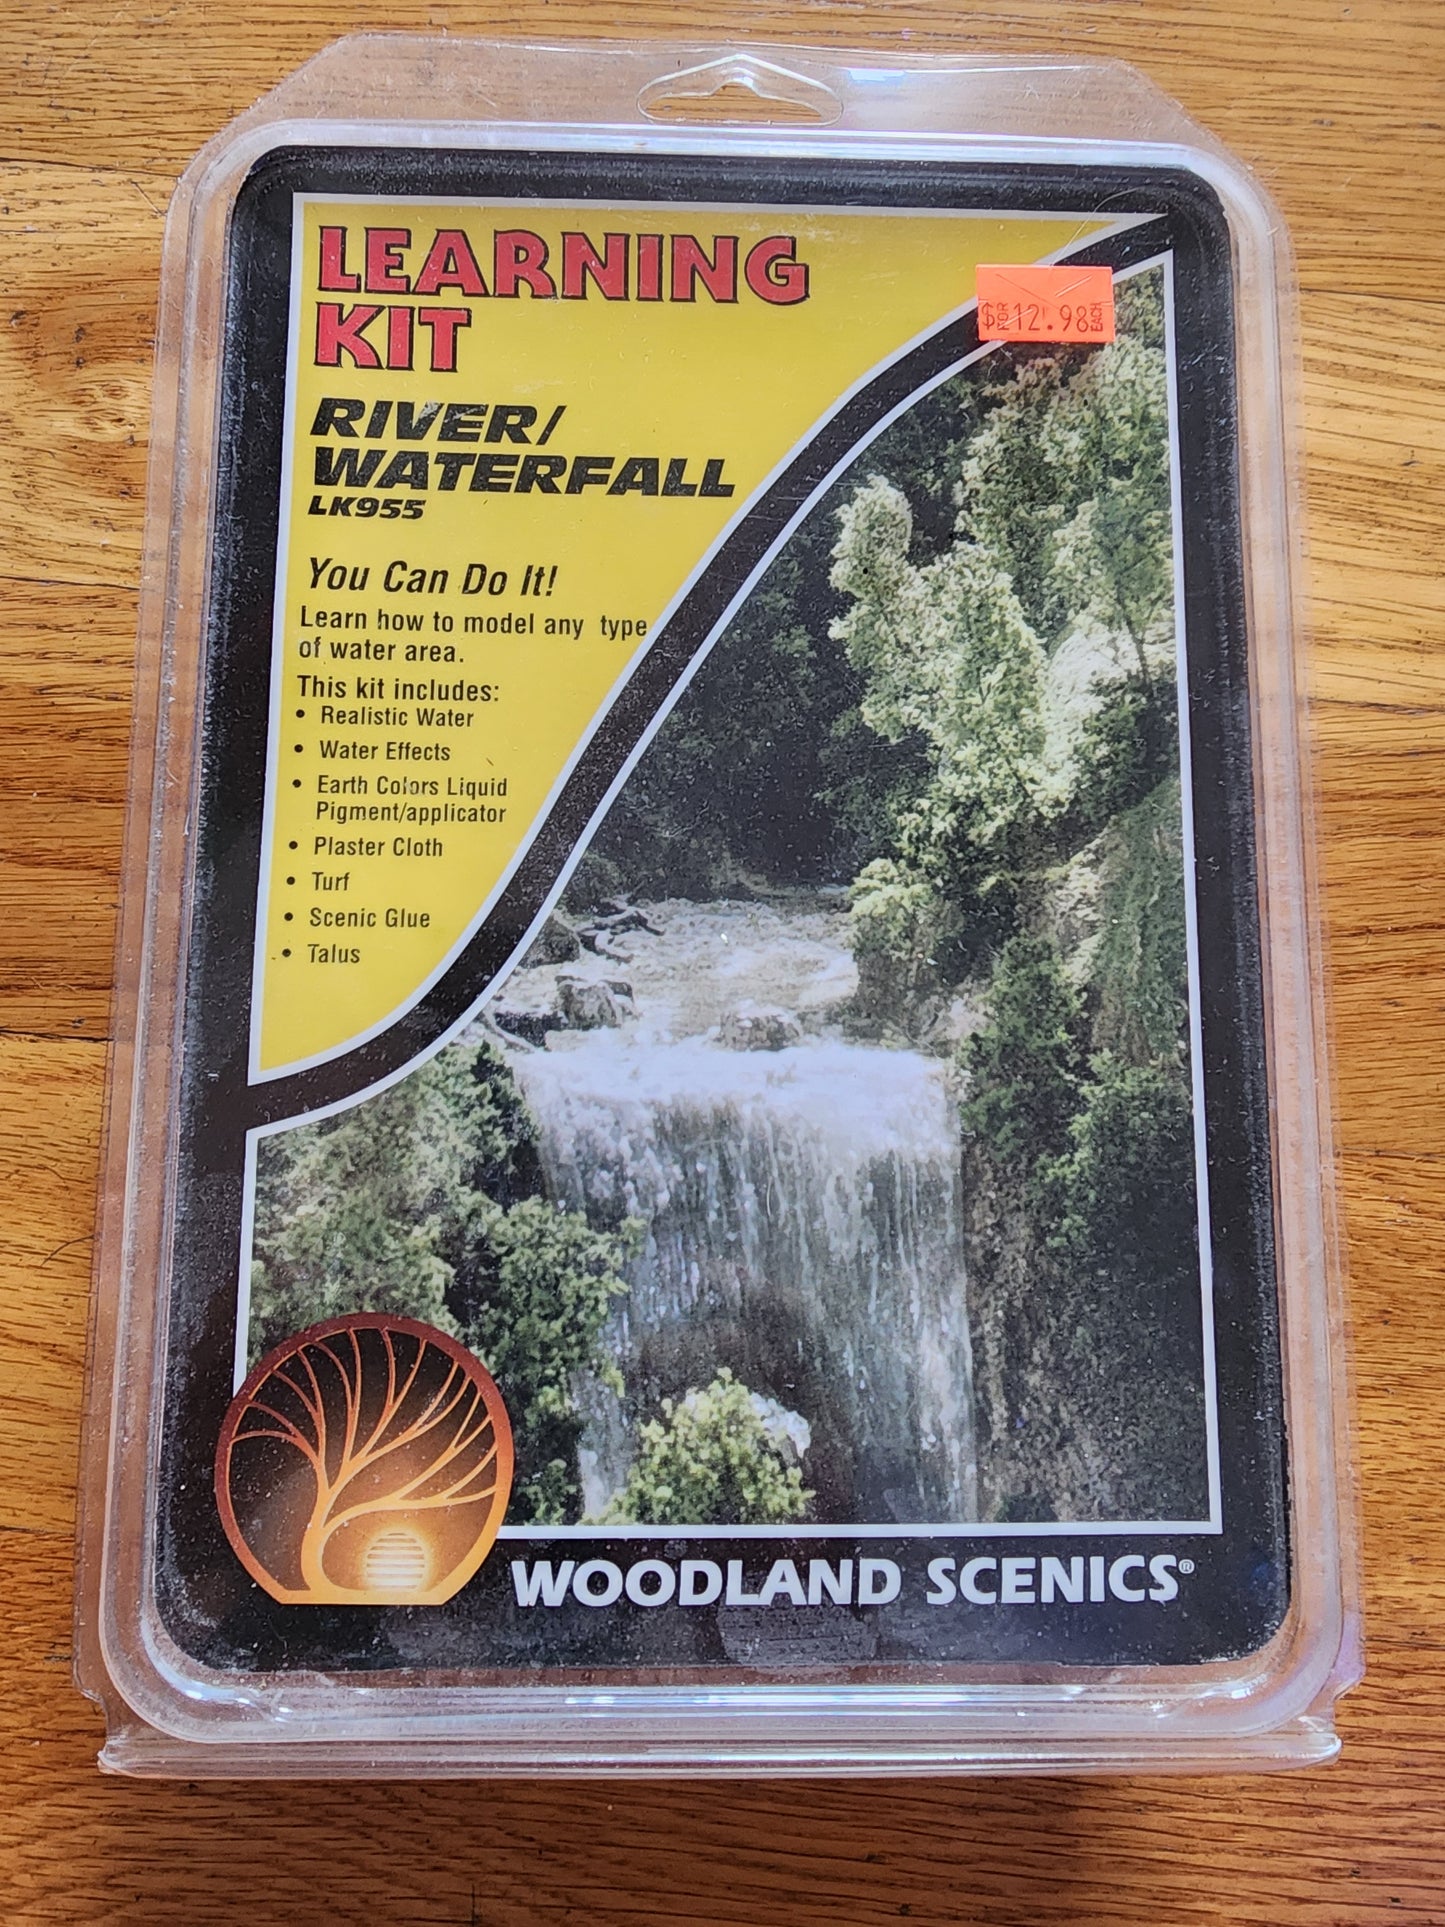 LEARNING
KIT
$ FOR 12.98 EACH
RIVER/
WATERFALL
LK955
You Can Do It!
Learn how to model any type
of water area.
This kit includes:
• Realistic Water
• Water Effects
• Earth Colors Liquid
Pigment/applicator
• Plaster Cloth
• Turf
• Scenic Glue
• Talus
WOODLAND SCENICS®